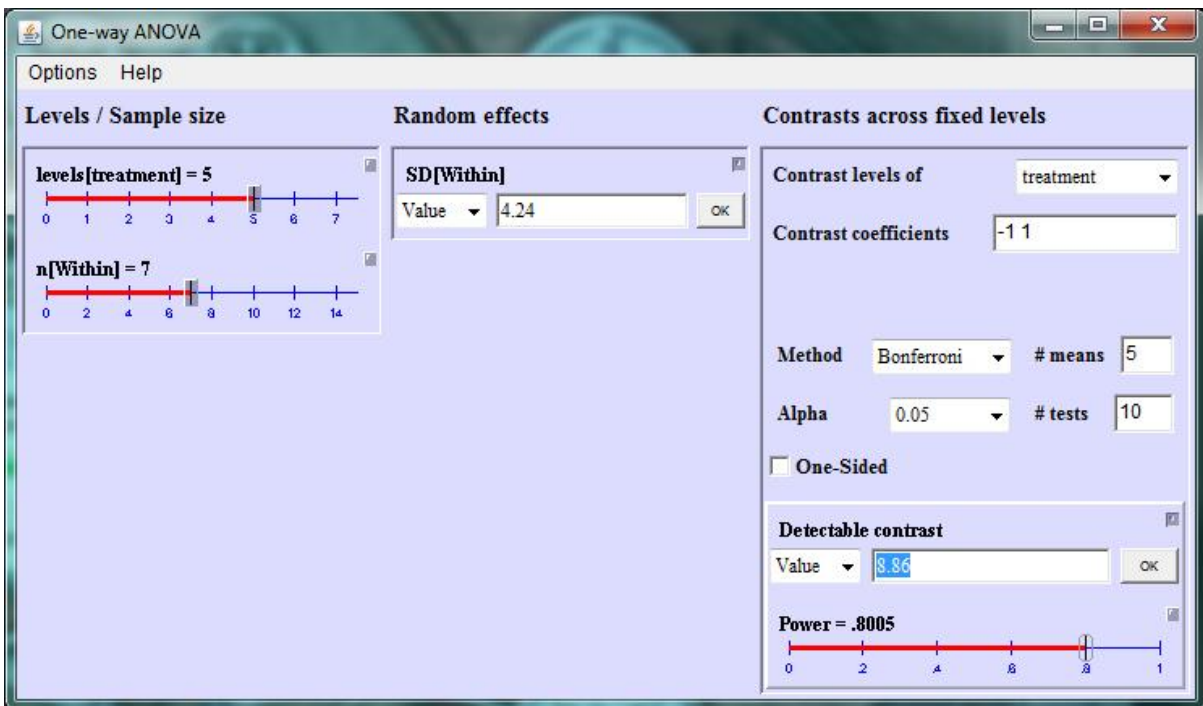 One-way ANOVA
Options Help
Levels / Sample size
levels[treatment] = 5
0 1 2 3 4 5 6 7
n[Within] = 7
0 2 4 6 8 10 12 14
Random effects
SD[Within]
Value 4.24 OK
Contrasts across fixed levels
Contrast levels of treatment
Contrast coefficients -1 1
Method Bonferroni # means 5
Alpha 0.05 # tests 10
One-Sided
Detectable contrast
Value 8.86 OK
Power = .8005
0 .2 .4 .6 .8 1